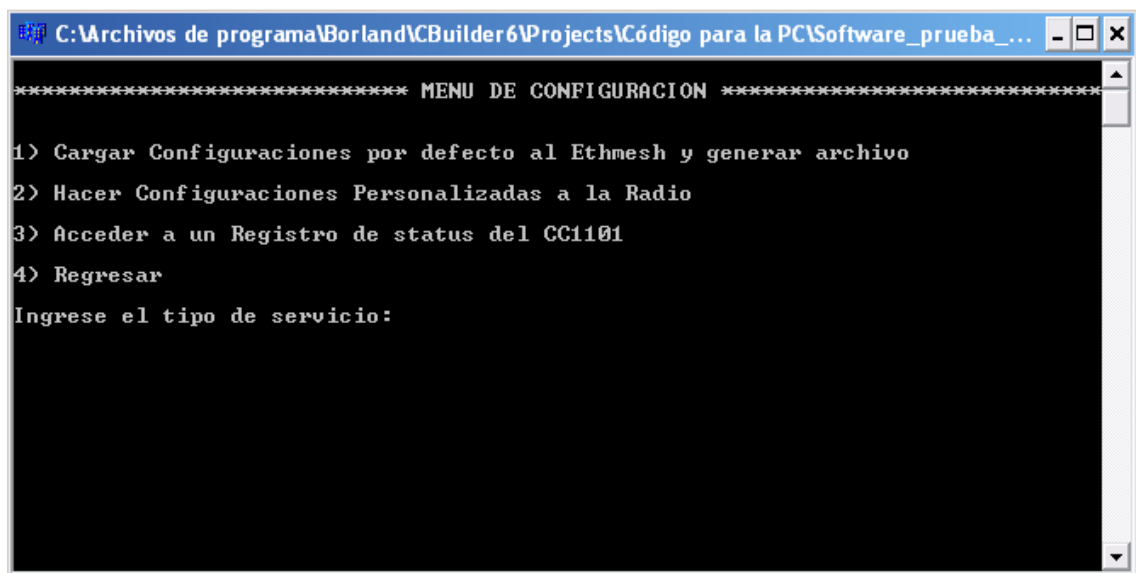 C:\Archivos de programa\Borland\CBuilder6\Projects\Código para la PC\Software_prueba_...
****************************** MENU DE CONFIGURACION *****************************
1) Cargar Configuraciones por defecto al Ethmesh y generar archivo
2) Hacer Configuraciones Personalizadas a la Radio
3) Acceder a un Registro de status del CC1101
4) Regresar
Ingrese el tipo de servicio: